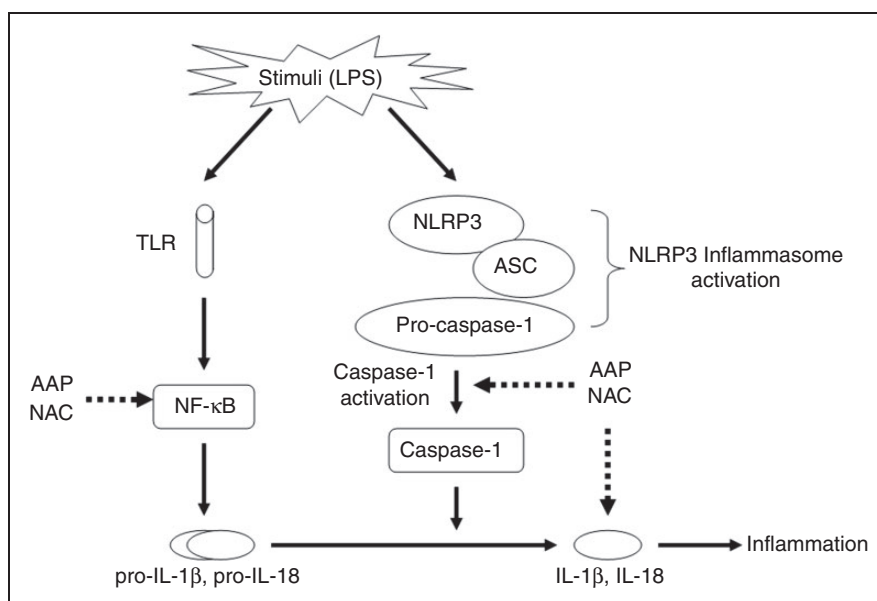 Stimuli (LPS)
TLR
NLRP3
ASC
Pro-caspase-1
NLRP3 Inflammasome
activation
AAP
NAC
NF-κB
Caspase-1
activation
AAP
NAC
Caspase-1
pro-IL-1β, pro-IL-18
IL-1β, IL-18
Inflammation